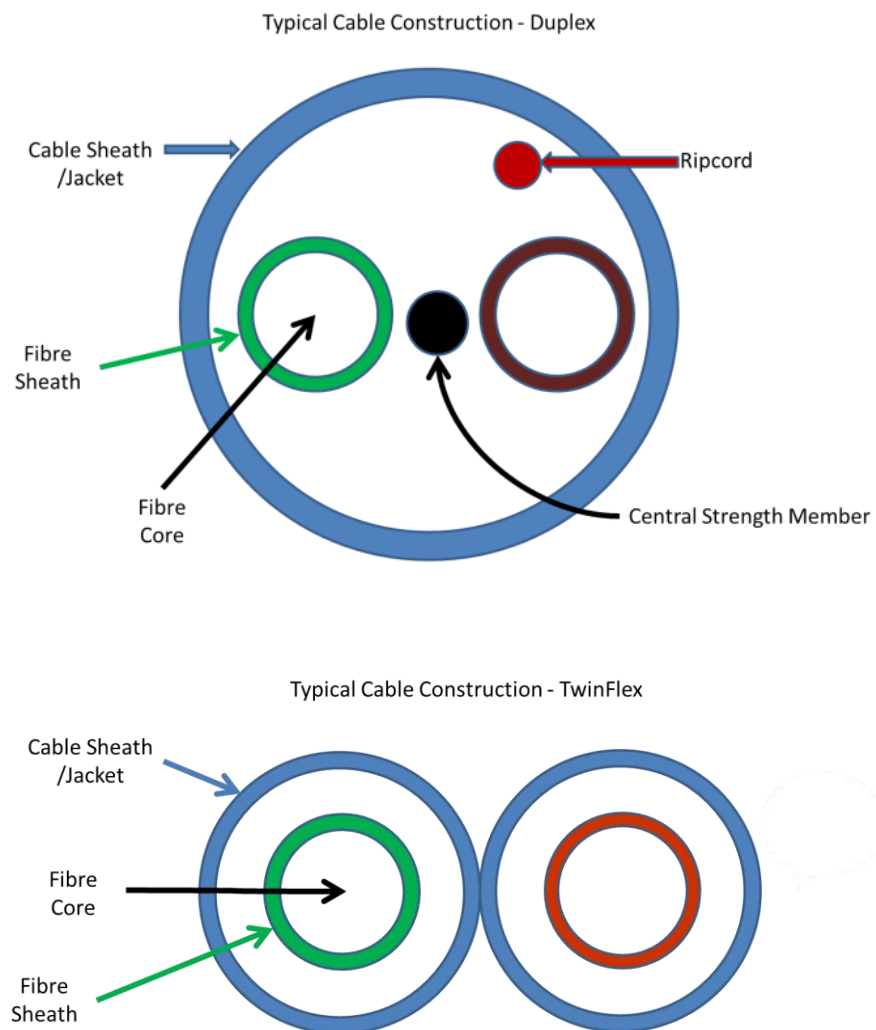 Typical Cable Construction - Duplex
Cable Sheath
/Jacket
Ripcord
Fibre
Sheath
Fibre
Core
Central Strength Member
Typical Cable Construction - TwinFlex
Cable Sheath
/Jacket
Fibre
Core
Fibre
Sheath